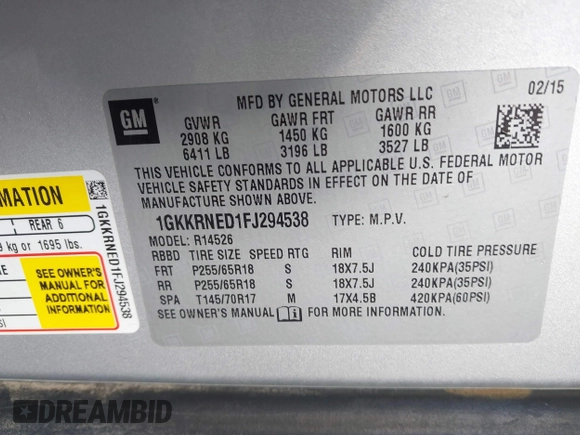 GM
MFD BY GENERAL MOTORS LLC 02/15
GVWR GAWR FRT GAWR RR
2908 KG 1450 KG 1600 KG
6411 LB 3196 LB 3527 LB
THIS VEHICLE CONFORMS TO ALL APPLICABLE U.S. FEDERAL MOTOR
VEHICLE SAFETY STANDARDS IN EFFECT ON THE DATE OF
MANUFACTURE SHOWN ABOVE.
1GKKRNED1FJ294538 TYPE: M.P.V.
MODEL: R14526
RBBD TIRE SIZE SPEED RTG RIM COLD TIRE PRESSURE
FRT P255/65R18 S 18X7.5J 240KPA(35PSI)
RR P255/65R18 S 18X7.5J 240KPA(35PSI)
SPA T145/70R17 M 17X4.5B 420KPA(60PSI)
SEE OWNER'S MANUAL FOR MORE INFORMATION.
REAR 6
kg or 1695 lbs.
SEE OWNER'S
MANUAL FOR
ADDITIONAL
INFORMATION
1GKKRNED1FJ294538
DREAMBID